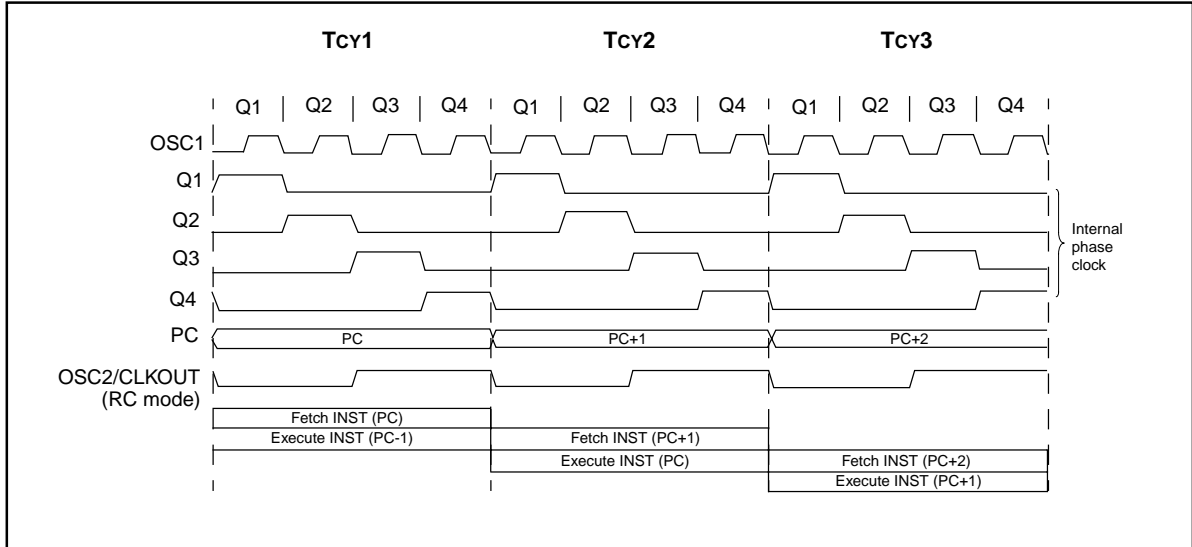 TCY1 TCY2 TCY3
Q1 Q2 Q3 Q4 Q1 Q2 Q3 Q4 Q1 Q2 Q3 Q4
OSC1
Q1
Q2
Q3
Q4
Internal
phase
clock
PC PC PC+1 PC+2
OSC2/CLKOUT
(RC mode)
Fetch INST (PC)
Execute INST (PC-1) Fetch INST (PC+1)
Execute INST (PC) Fetch INST (PC+2)
Execute INST (PC+1)